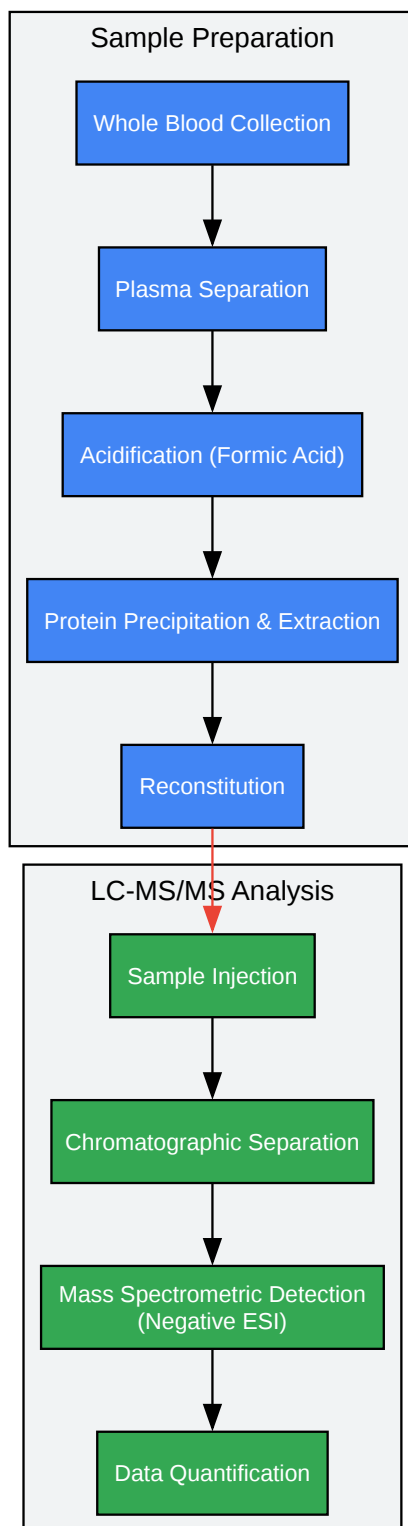 Sample Preparation
Whole Blood Collection
Plasma Separation
Acidification (Formic Acid)
Protein Precipitation & Extraction
Reconstitution
LC-MS/MS Analysis
Sample Injection
Chromatographic Separation
Mass Spectrometric Detection
(Negative ESI)
Data Quantification